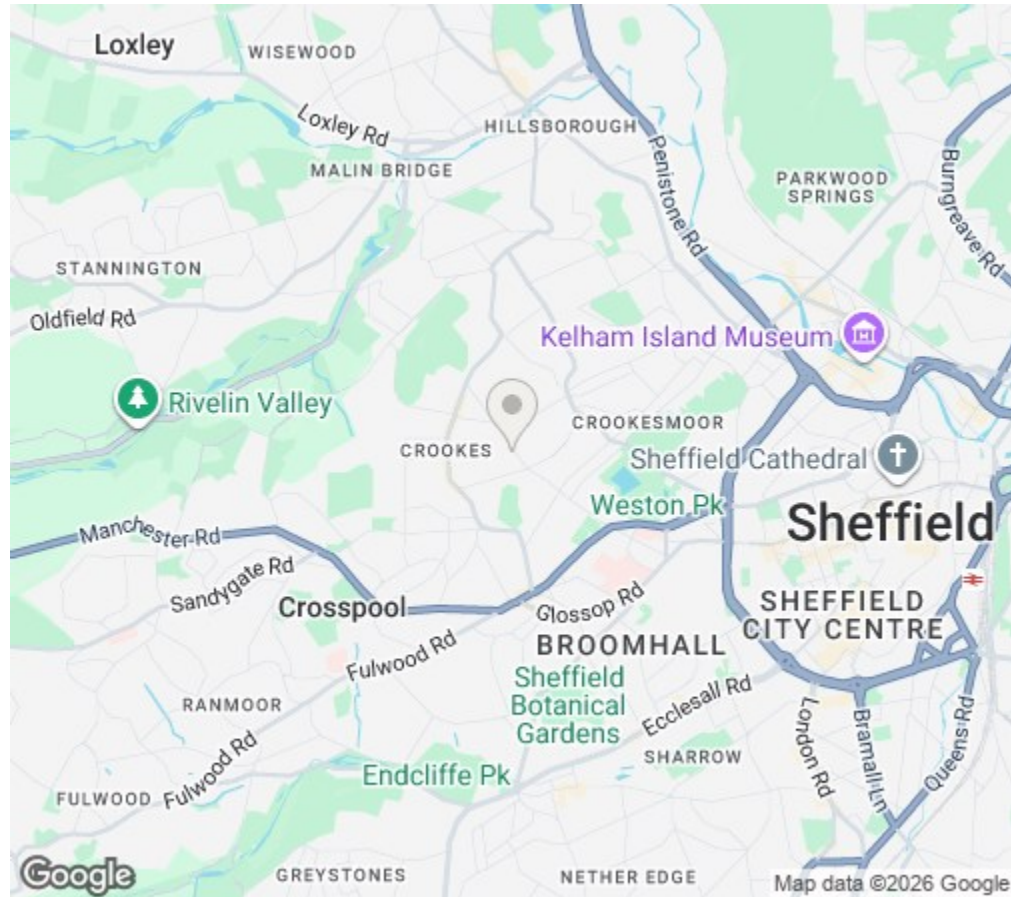 Loxley
WISEWOOD
Loxley Rd
HILLSBOROUGH
MALIN BRIDGE
Penistone Rd
PARKWOOD
SPRINGS
Burngreave Rd
STANNINGTON
Oldfield Rd
Kelham Island Museum
Rivelin Valley
CROOKES
CROOKESMOOR
Sheffield Cathedral
Weston Pk
Sheffield
Manchester Rd
Sandygate Rd
Crosspool
Glossop Rd
SHEFFIELD
CITY CENTRE
Fulwood Rd
BROOMHALL
Sheffield
Botanical
Gardens
Ecclesall Rd
RANMOOR
London Rd
Bramall Ln
Queens Rd
SHARROW
Fulwood Rd
Endcliffe Pk
FULWOOD
GREYSTONES
NETHER EDGE
Google
Map data ©2026 Google